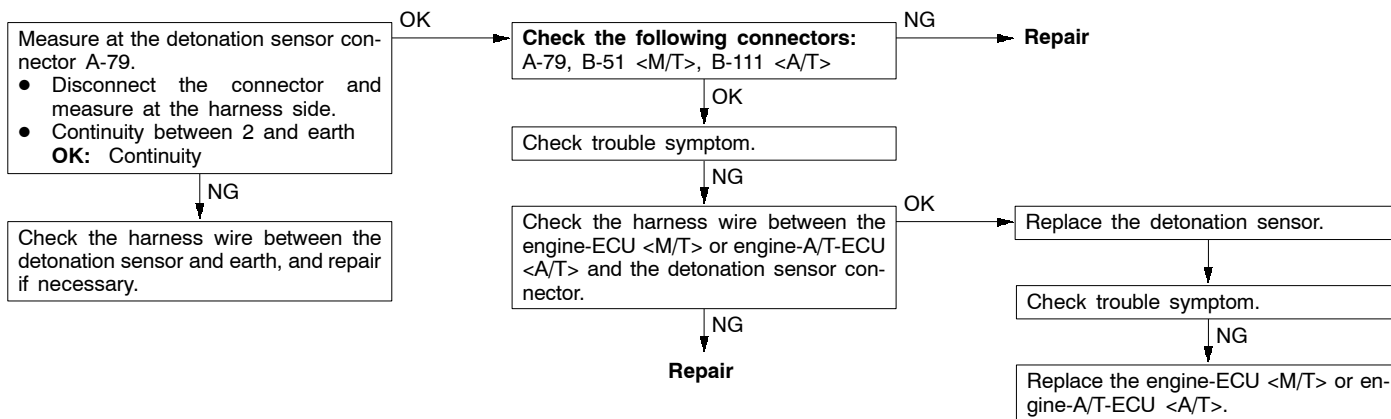 Measure at the detonation sensor con-
nector A-79.
● Disconnect the connector and
measure at the harness side.
● Continuity between 2 and earth
OK: Continuity
OK
Check the following connectors:
A-79, B-51 <M/T>, B-111 <A/T>
NG
Repair
OK
Check trouble symptom.
NG
NG
Check the harness wire between the
detonation sensor and earth, and repair
if necessary.
Check the harness wire between the
engine-ECU <M/T> or engine-A/T-ECU
<A/T> and the detonation sensor con-
nector.
OK
Replace the detonation sensor.
Check trouble symptom.
NG
Repair
NG
Replace the engine-ECU <M/T> or en-
gine-A/T-ECU <A/T>.